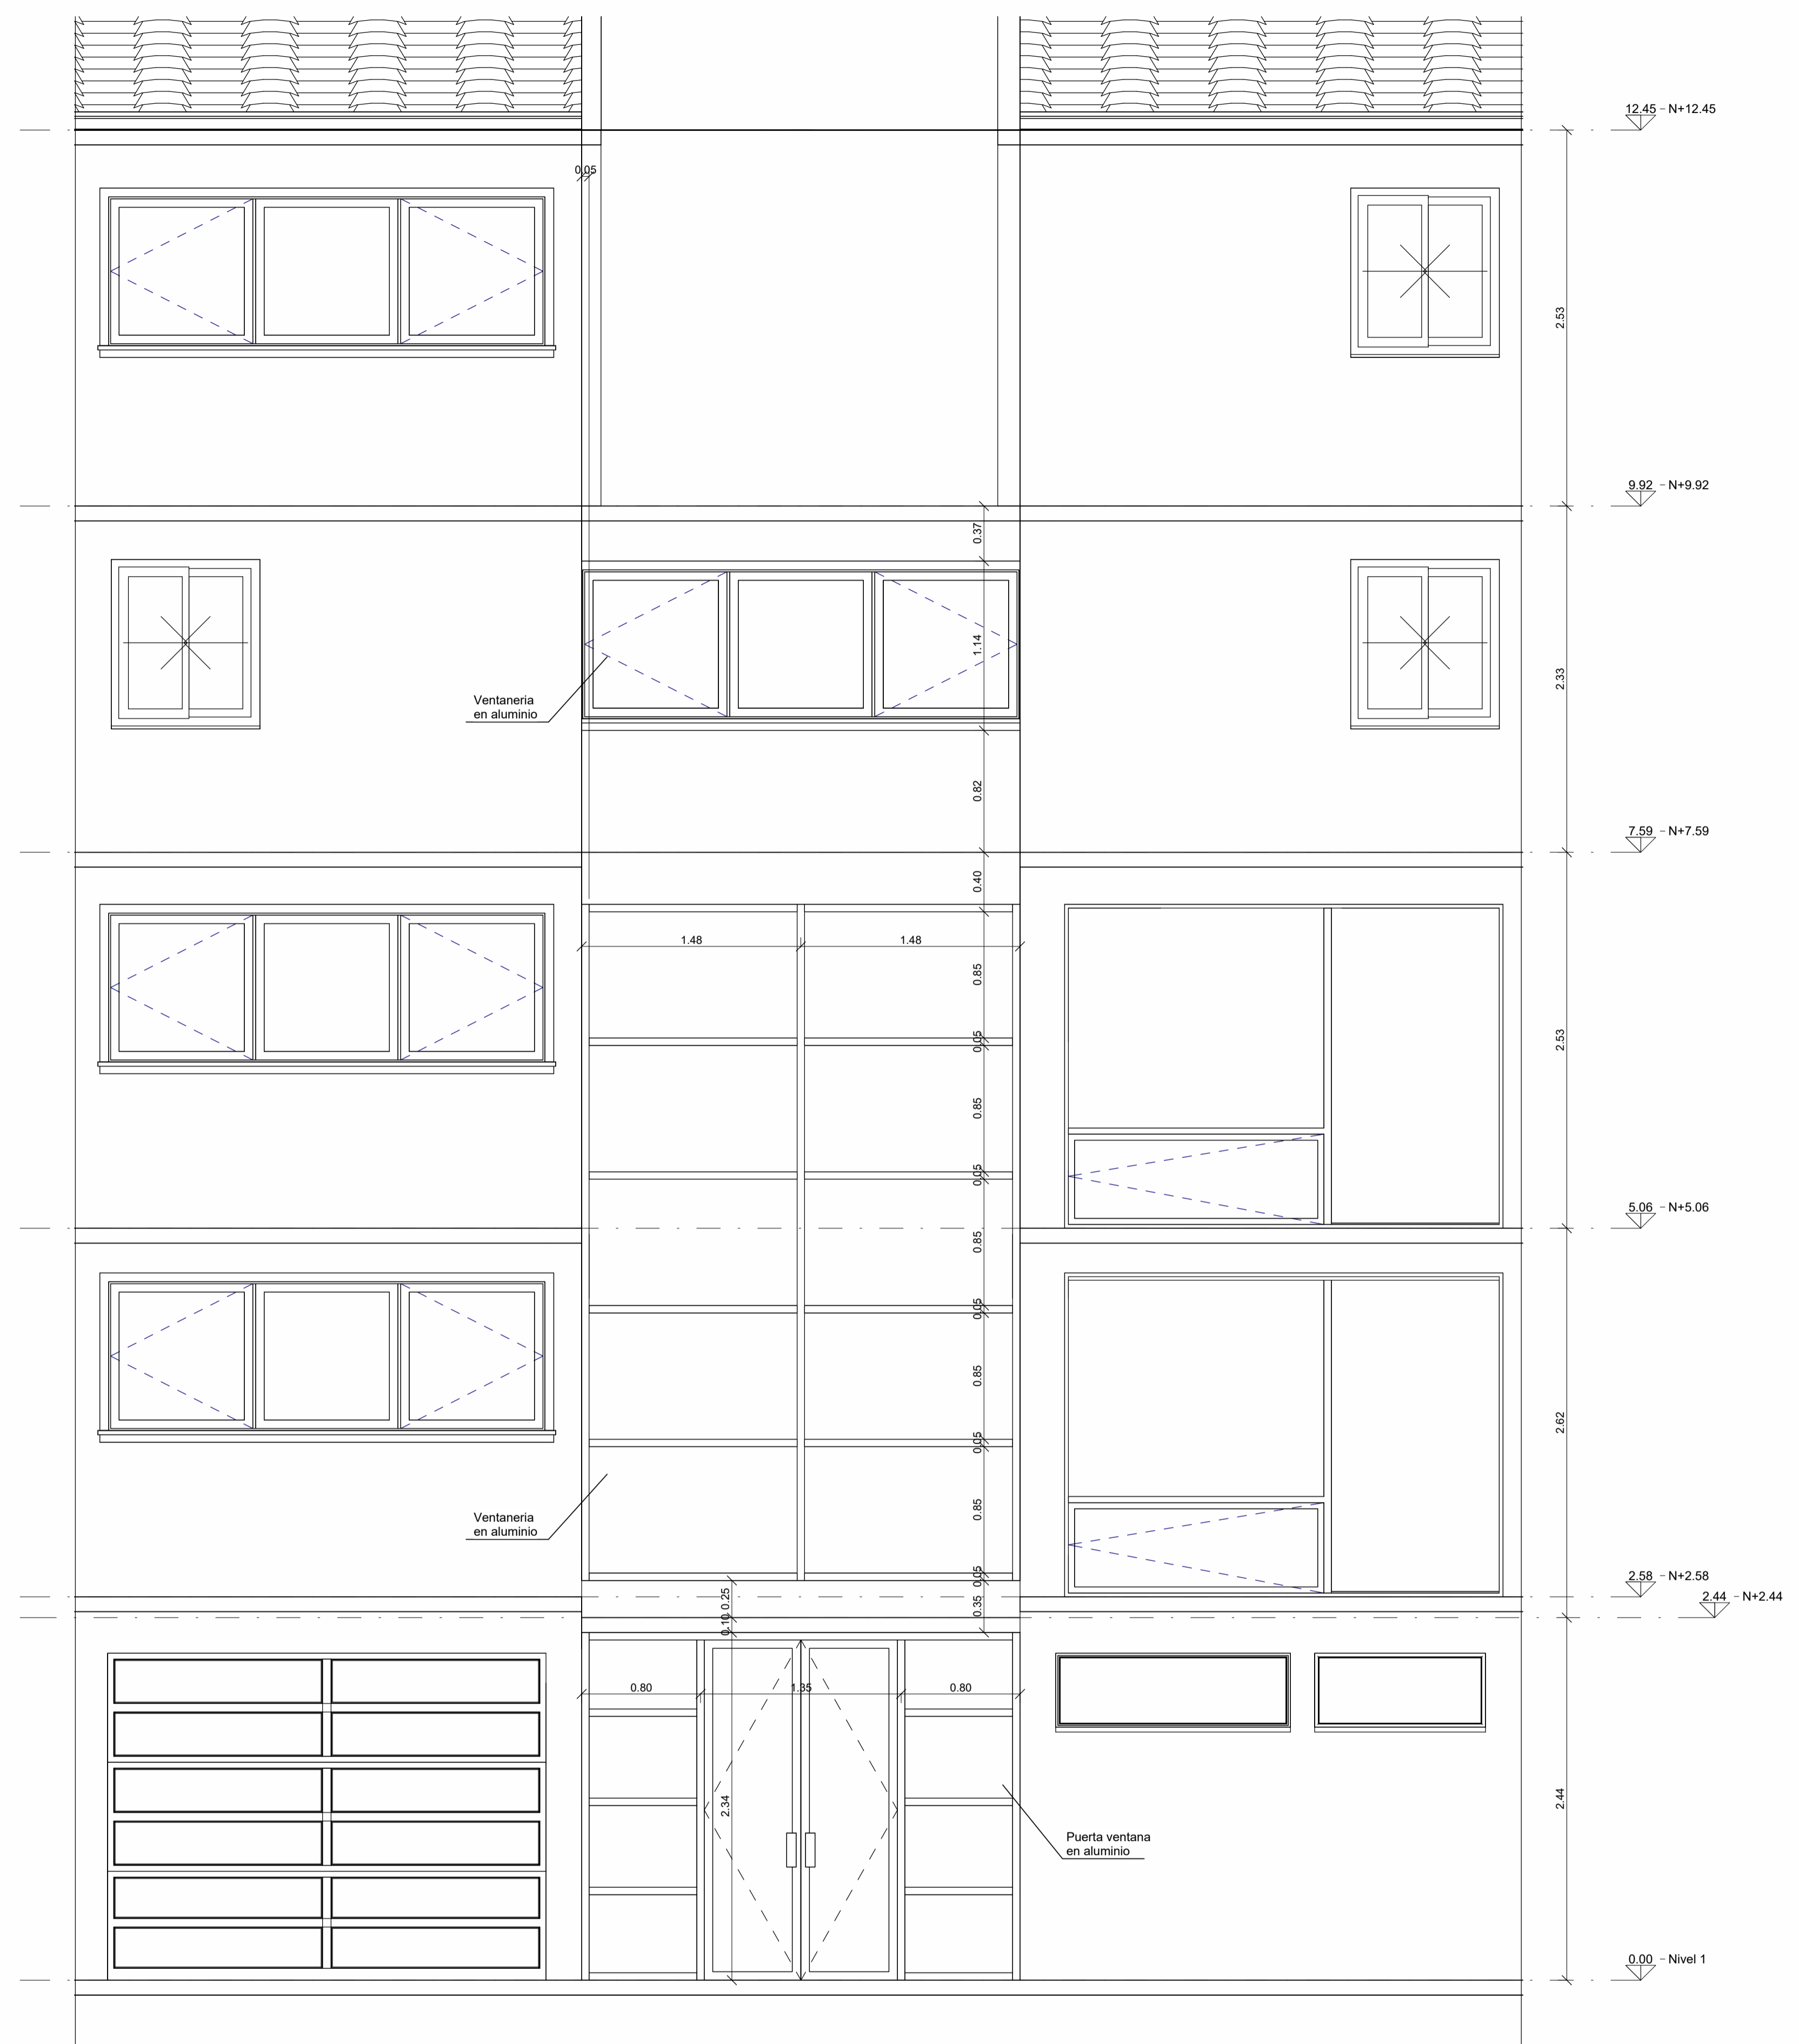 12.45 - N+12.45
0.05
2.53
9.92 - N+9.92
0.37
1.14
2.33
Ventaneria
en aluminio
0.82
7.59 - N+7.59
0.40
1.48
1.48
0.85
2.53
0.05
0.85
0.05
5.06 - N+5.06
0.85
0.05
0.85
2.62
0.05
0.85
Ventaneria
en aluminio
0.05
2.58 - N+2.58
0.25
0.35
2.44 - N+2.44
0.10
0.80
1.35
0.80
2.34
2.44
Puerta ventana
en aluminio
0.00 - Nivel 1